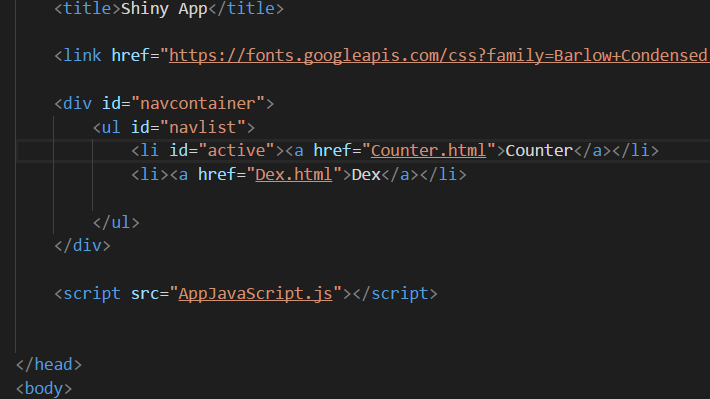 <title>Shiny App</title>
<link href="https://fonts.googleapis.com/css?family=Barlow+Condensed
<div id="navcontainer">
<ul id="navlist">
<li id="active"><a href="Counter.html">Counter</a></li>
<li><a href="Dex.html">Dex</a></li>
</ul>
</div>
<script src="AppJavaScript.js"></script>
</head>
<body>